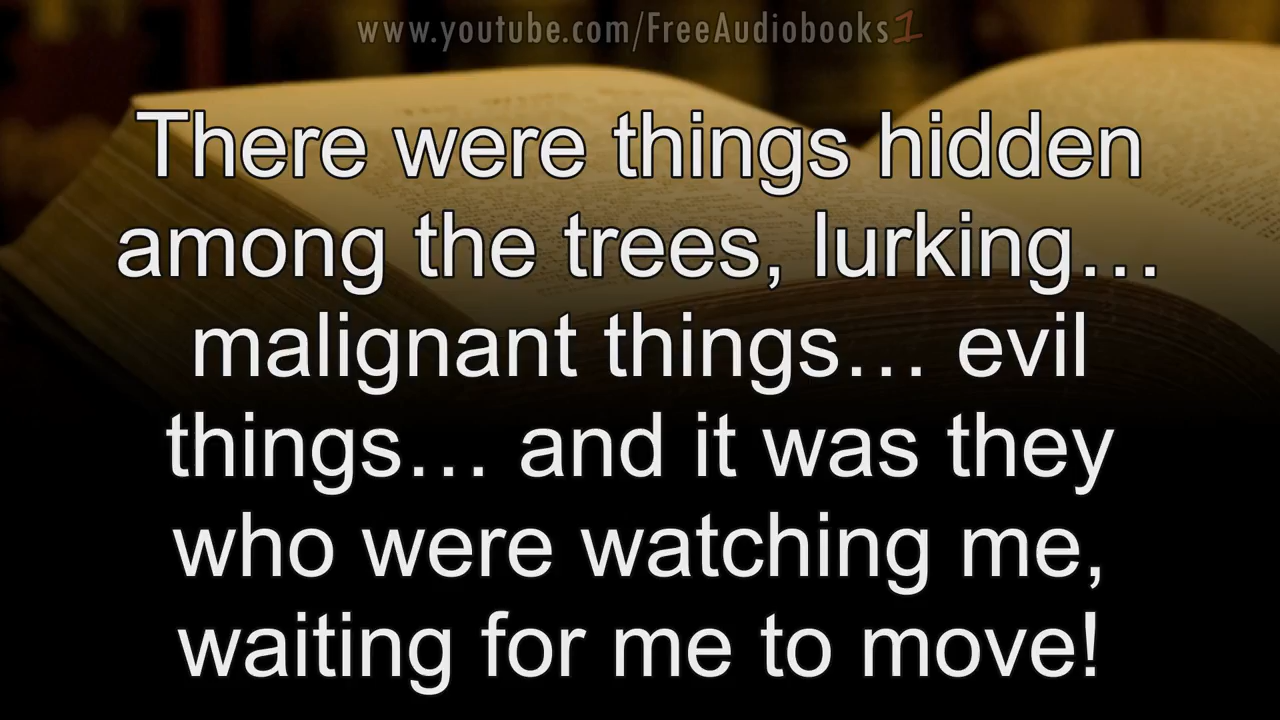 www.youtube.com/FreeAudiobooks1
There were things hidden
among the trees, lurking…
malignant things… evil
things… and it was they
who were watching me,
waiting for me to move!